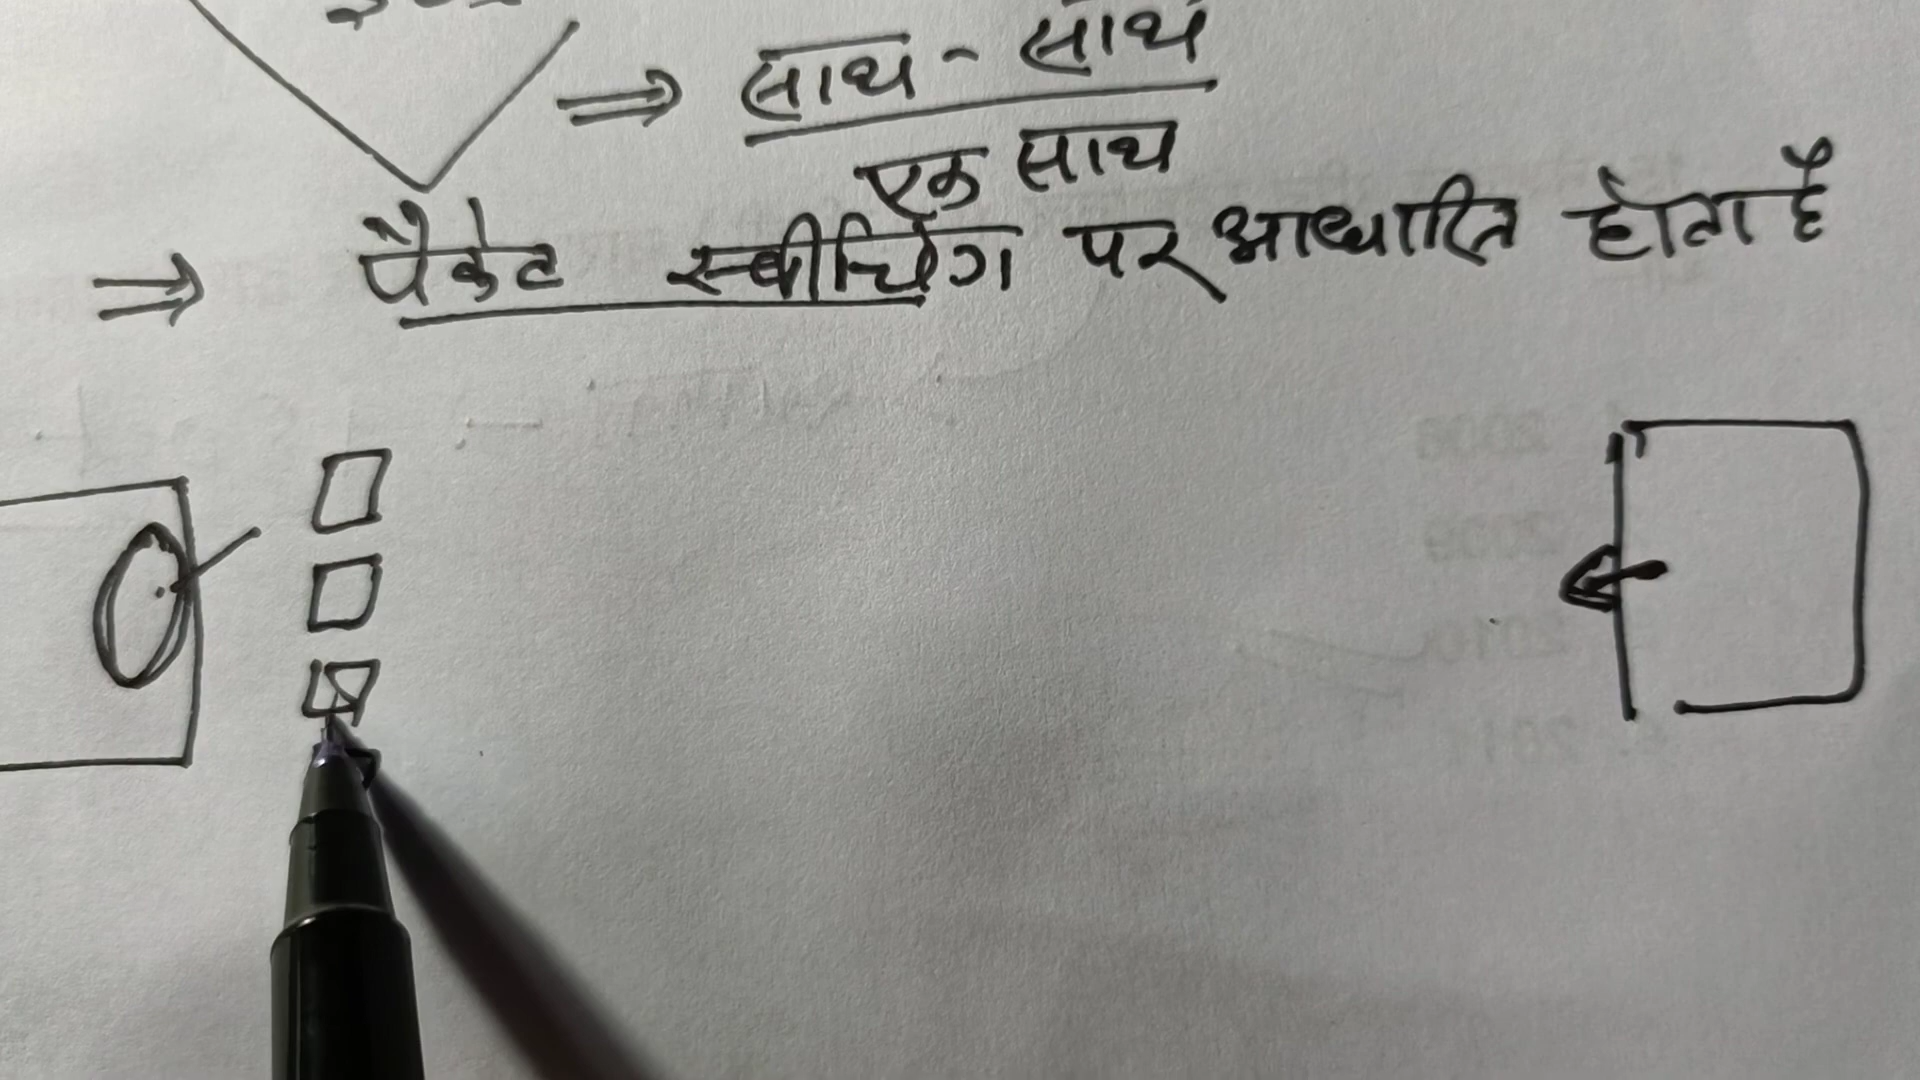 साथ - साथ
एक साथ
⇒ पैकेट स्वीचिंग पर आधारित होता है